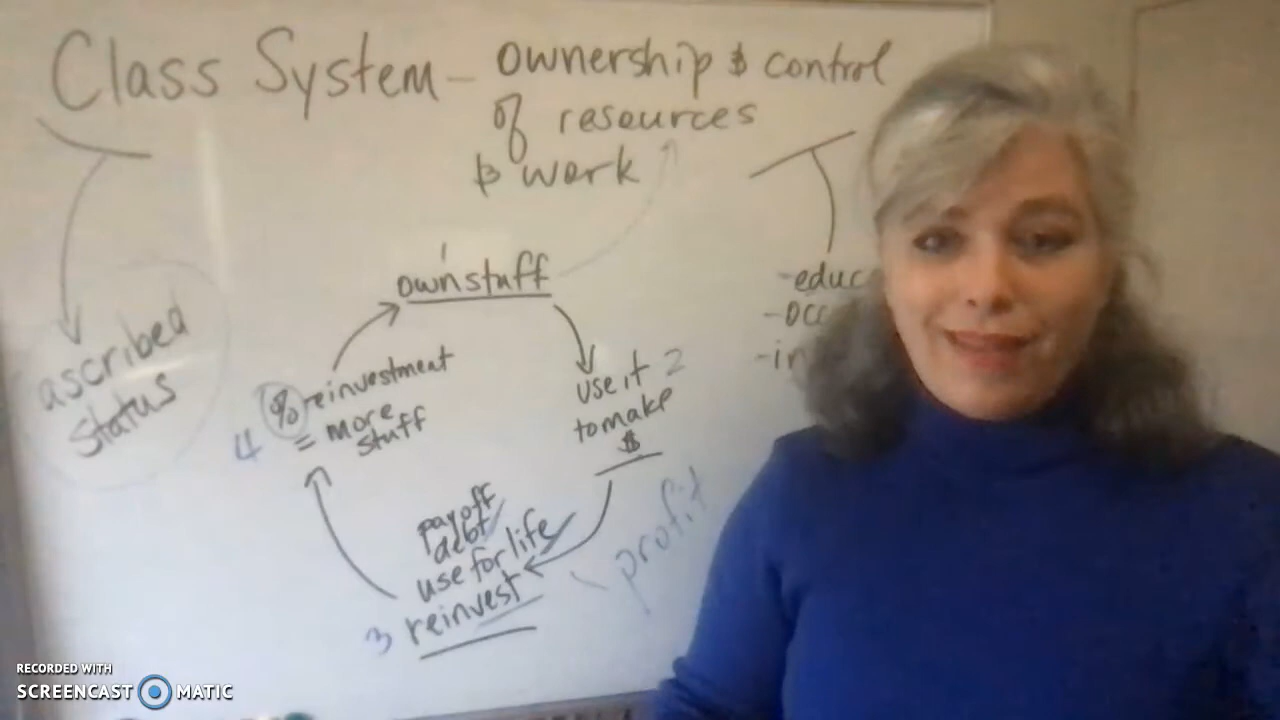 Class System - ownership & control
of resources
& work
own stuff
use it 2
to make
$
payoff
debt
use for life
3 reinvest
profit
% reinvestment
4 = more
stuff
ascribed
status
-educ
-occ
-in
RECORDED WITH
SCREENCAST MATIC